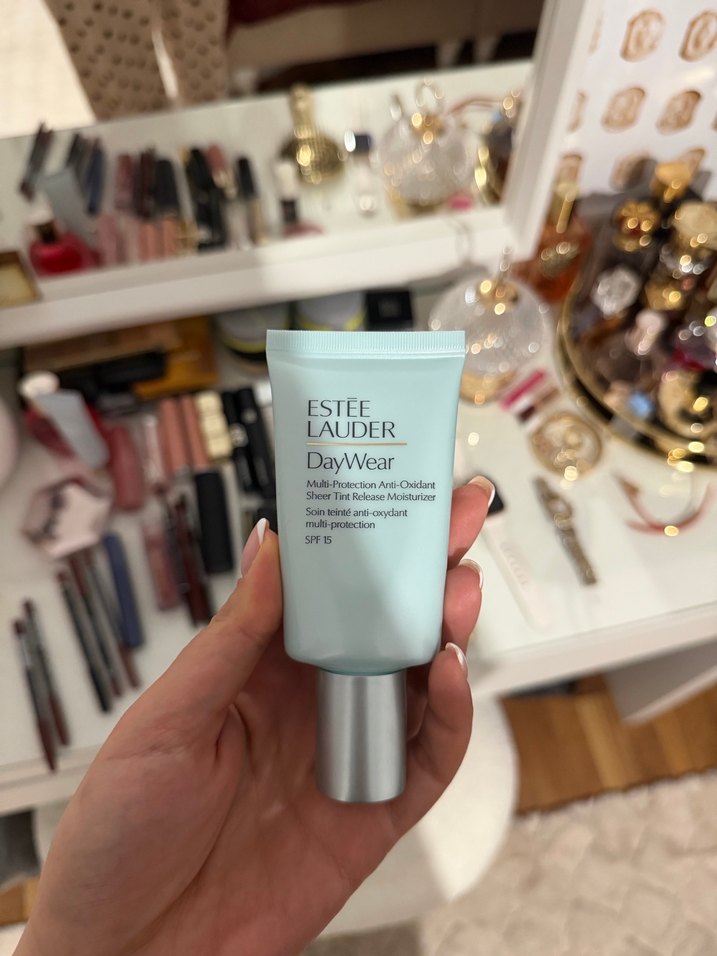 ESTĒE
LAUDER
DayWear
Multi-Protection Anti-Oxidant
Sheer Tint Release Moisturizer
Soin teinté anti-oxydant
multi-protection
SPF 15